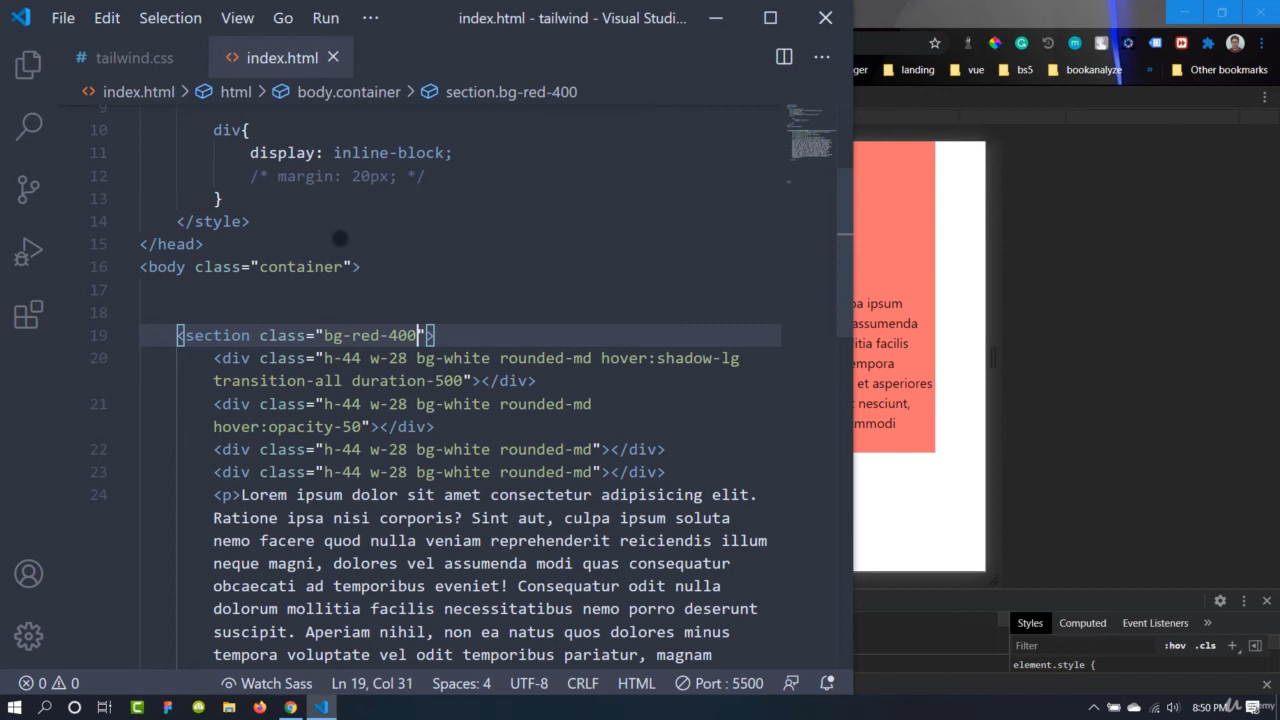 File Edit Selection View Go Run ··· index.html - tailwind - Visual Studi...
# tailwind.css <> index.html ×
<> index.html > html > body.container > section.bg-red-400
landing vue bs5 bookanalyze » Other bookmarks
9
10 div{
11 display: inline-block;
12 /* margin: 20px; */
13 }
14 </style>
15 </head>
16 <body class="container">
17
18
19 <section class="bg-red-400">
20 <div class="h-44 w-28 bg-white rounded-md hover:shadow-lg
transition-all duration-500"></div>
21 <div class="h-44 w-28 bg-white rounded-md
hover:opacity-50"></div>
22 <div class="h-44 w-28 bg-white rounded-md"></div>
23 <div class="h-44 w-28 bg-white rounded-md"></div>
24 <p>Lorem ipsum dolor sit amet consectetur adipisicing elit.
Ratione ipsa nisi corporis? Sint aut, culpa ipsum soluta
nemo facere quod nulla veniam reprehenderit reiciendis illum
neque magni, dolores vel assumenda modi quas consequatur
obcaecati ad temporibus eveniet! Consequatur odit nulla
dolorum mollitia facilis necessitatibus nemo porro deserunt
suscipit. Aperiam nihil, non ea natus quos dolores minus
tempora voluptate vel odit temporibus pariatur, magnam
pa ipsum
assumenda
itia facilis
empora
et asperiores
t nesciunt,
mmodi
Styles Computed Event Listeners »
Filter :hov .cls +
element.style {
0 0 Watch Sass Ln 19, Col 31 Spaces: 4 UTF-8 CRLF HTML Port : 5500
8:50 PM
Udemy